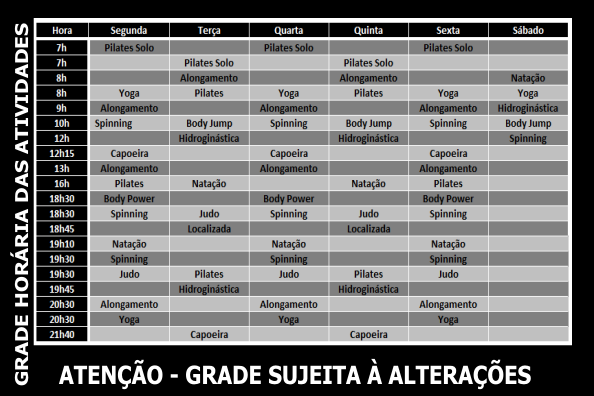 GRADE HORÁRIA DAS ATIVIDADES
Hora Segunda Terça Quarta Quinta Sexta Sábado
7h Pilates Solo Pilates Solo Pilates Solo
7h Pilates Solo Pilates Solo
8h Alongamento Alongamento Natação
8h Yoga Pilates Yoga Pilates Yoga Yoga
9h Alongamento Alongamento Alongamento Hidroginástica
10h Spinning Body Jump Spinning Body Jump Spinning Body Jump
12h Hidroginástica Hidroginástica Spinning
12h15 Capoeira Capoeira Capoeira
13h Alongamento Alongamento Alongamento
16h Pilates Natação Natação Pilates
18h30 Body Power Body Power Body Power
18h30 Spinning Judo Spinning Judo Spinning
18h45 Localizada Localizada
19h10 Natação Natação Natação
19h30 Spinning Spinning Spinning
19h30 Judo Pilates Judo Pilates Judo
19h45 Hidroginástica Hidroginástica
20h30 Alongamento Alongamento Alongamento
20h30 Yoga Yoga Yoga
21h40 Capoeira Capoeira
ATENÇÃO - GRADE SUJEITA À ALTERAÇÕES